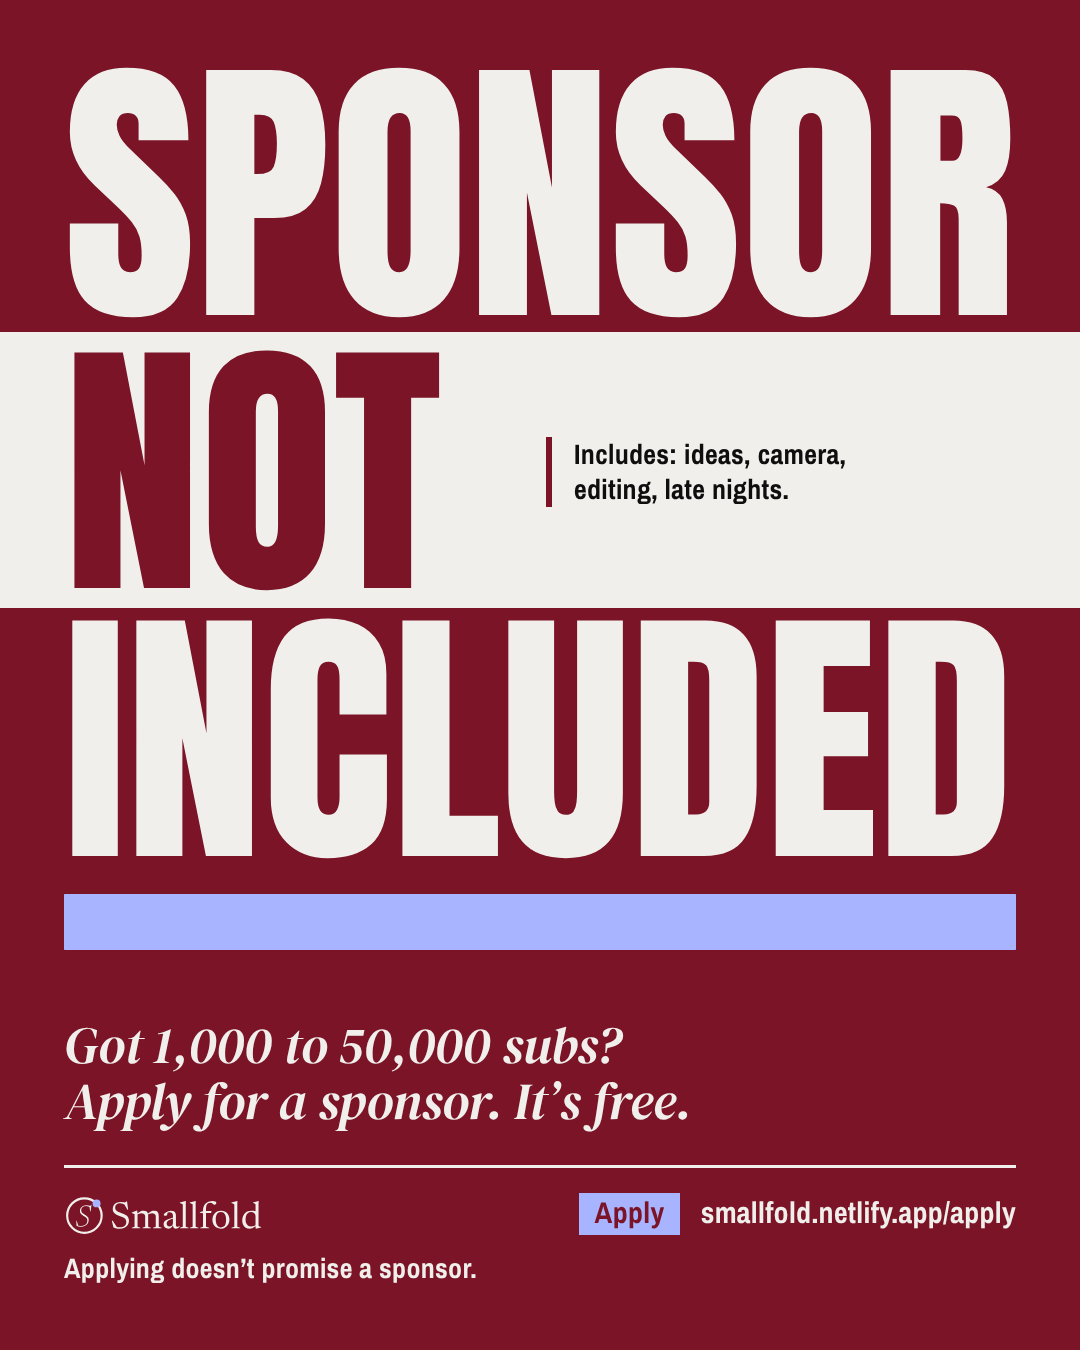 SPONSOR
NOT
Includes: ideas, camera,
editing, late nights.
INCLUDED
Got 1,000 to 50,000 subs?
Apply for a sponsor. It’s free.
S Smallfold
Apply smallfold.netlify.app/apply
Applying doesn’t promise a sponsor.